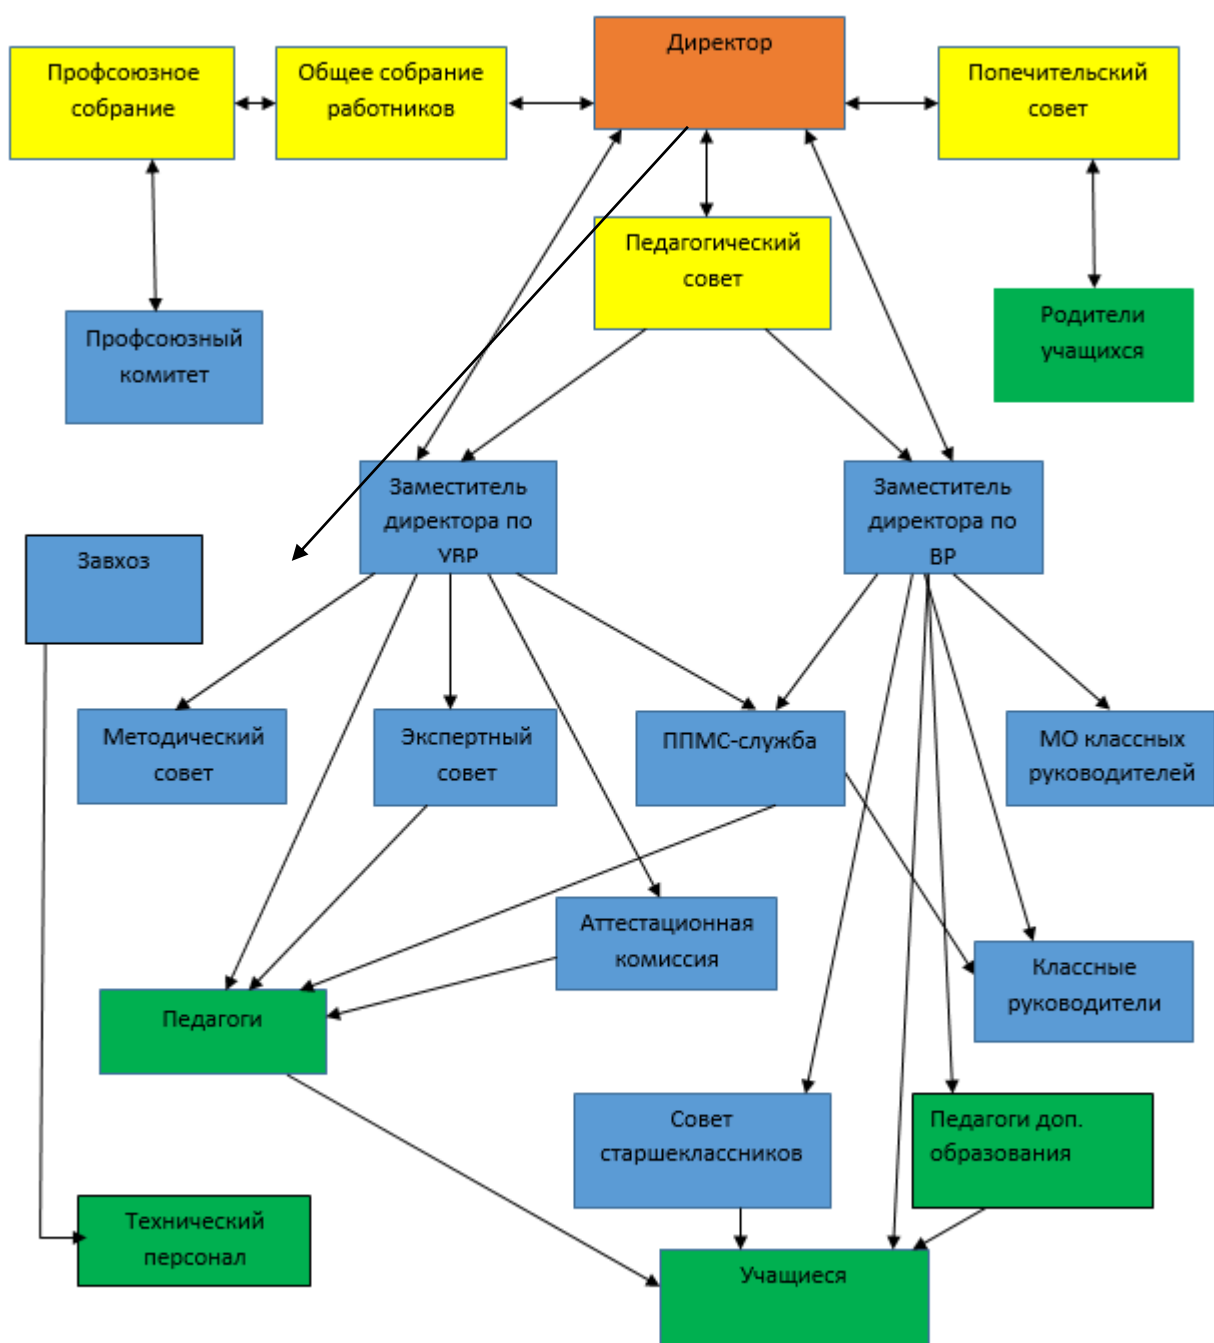 Директор
Профсоюзное
собрание
Общее собрание
работников
Попечительский
совет
Педагогический
совет
Профсоюзный
комитет
Родители
учащихся
Заместитель
директора по
УВР
Заместитель
директора по
ВР
Завхоз
Методический
совет
Экспертный
совет
ППМС-служба
МО классных
руководителей
Аттестационная
комиссия
Классные
руководители
Педагоги
Совет
старшеклассников
Педагоги доп.
образования
Технический
персонал
Учащиеся